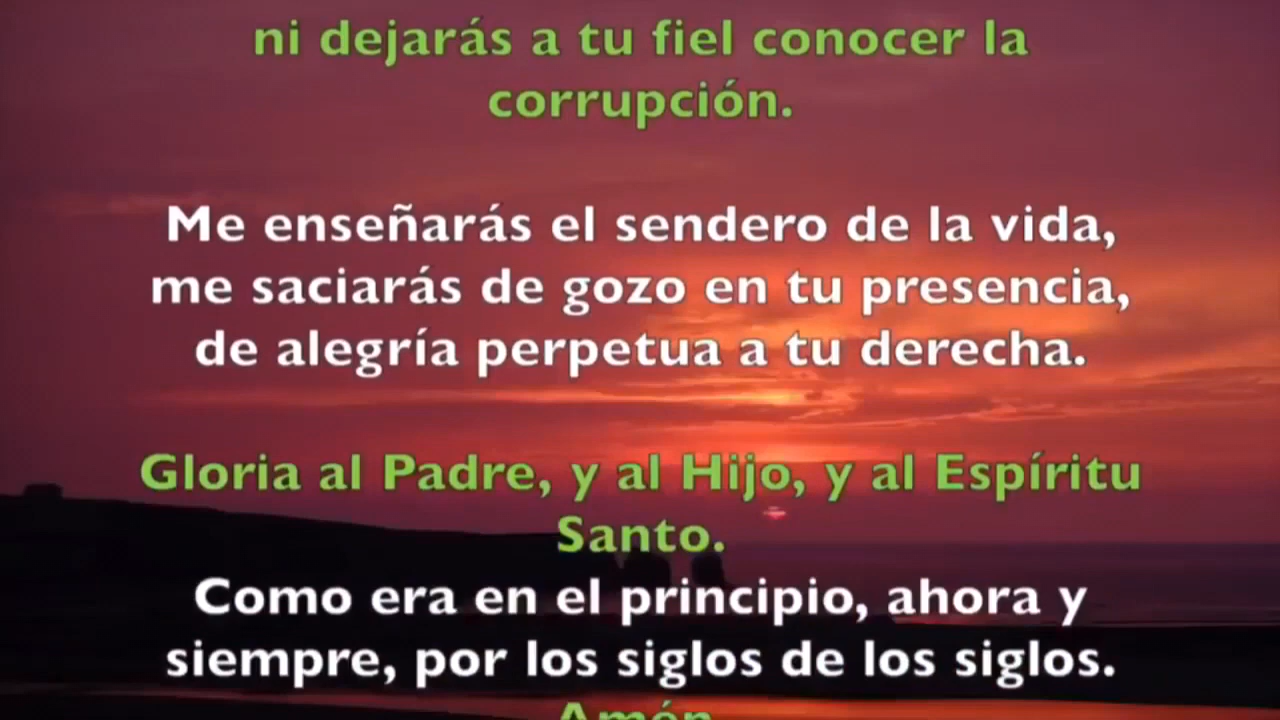 ni dejarás a tu fiel conocer la
corrupción.
Me enseñarás el sendero de la vida,
me saciarás de gozo en tu presencia,
de alegría perpetua a tu derecha.
Gloria al Padre, y al Hijo, y al Espíritu
Santo.
Como era en el principio, ahora y
siempre, por los siglos de los siglos.
Amén.